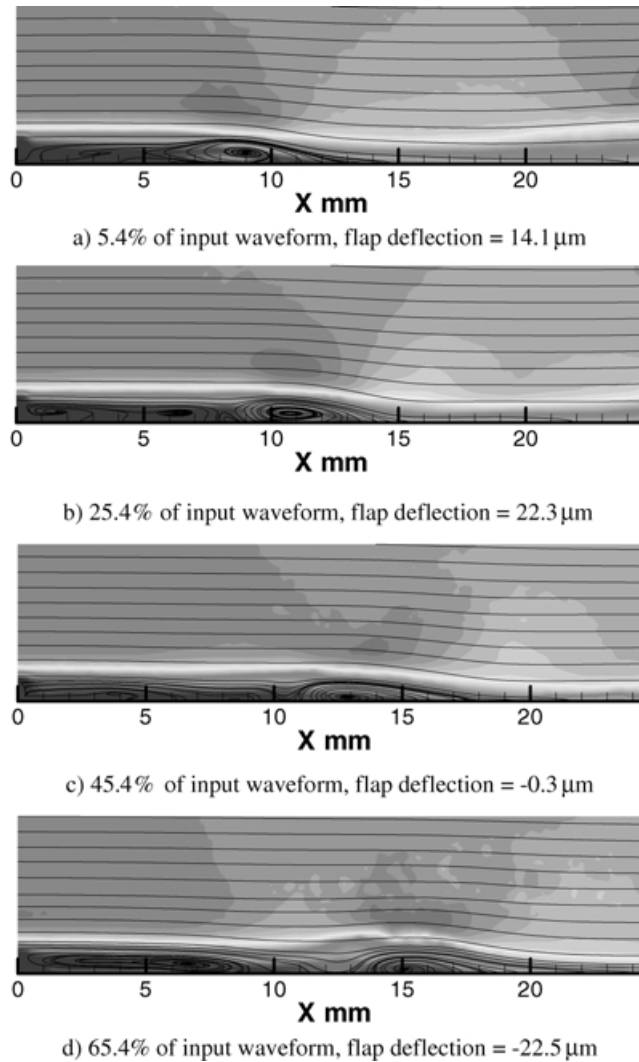 0 5 10 15 20
X mm
a) 5.4% of input waveform, flap deflection = 14.1 μm
0 5 10 15 20
X mm
b) 25.4% of input waveform, flap deflection = 22.3 μm
0 5 10 15 20
X mm
c) 45.4% of input waveform, flap deflection = -0.3 μm
0 5 10 15 20
X mm
d) 65.4% of input waveform, flap deflection = -22.5 μm